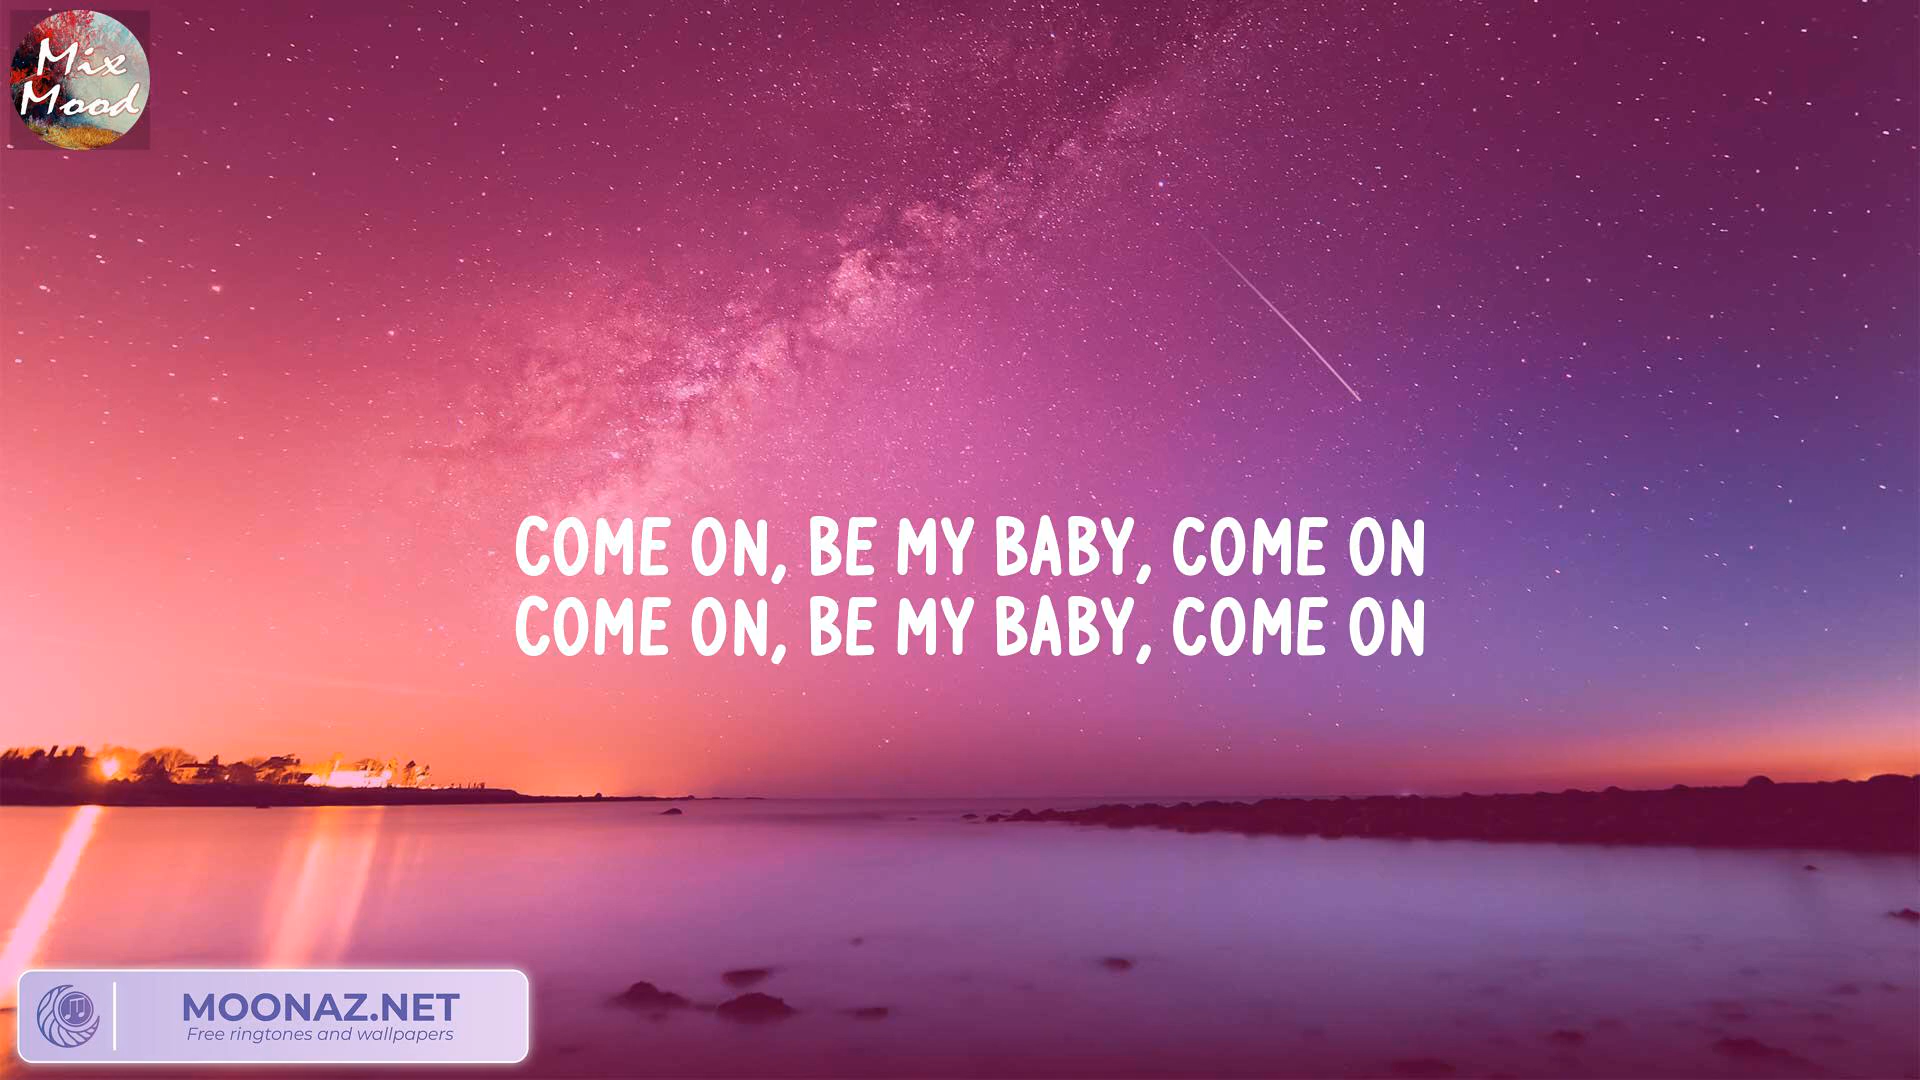 Mix
Mood
COME ON, BE MY BABY, COME ON
COME ON, BE MY BABY, COME ON
MOONAZ.NET
Free ringtones and wallpapers